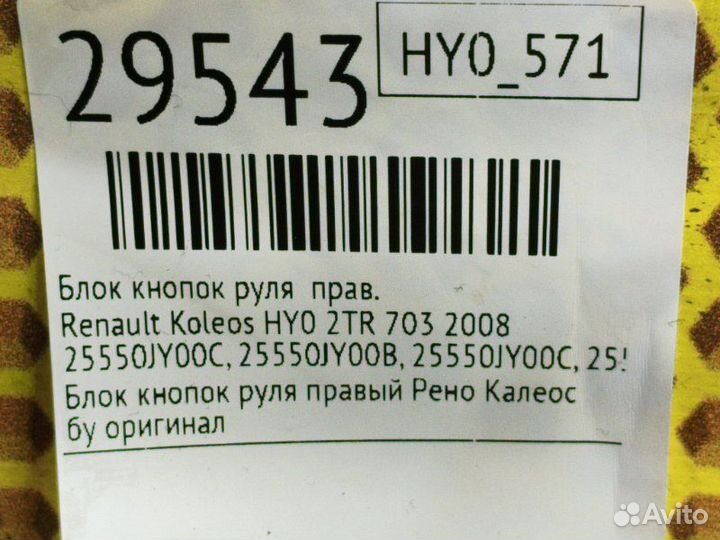 29543
HY0_571
Блок кнопок руля прав.
Renault Koleos HY0 2TR 703 2008
25550JY00C, 25550JY00B, 25550JY00C, 25!
Блок кнопок руля правый Рено Калеос
бу оригинал
Avito